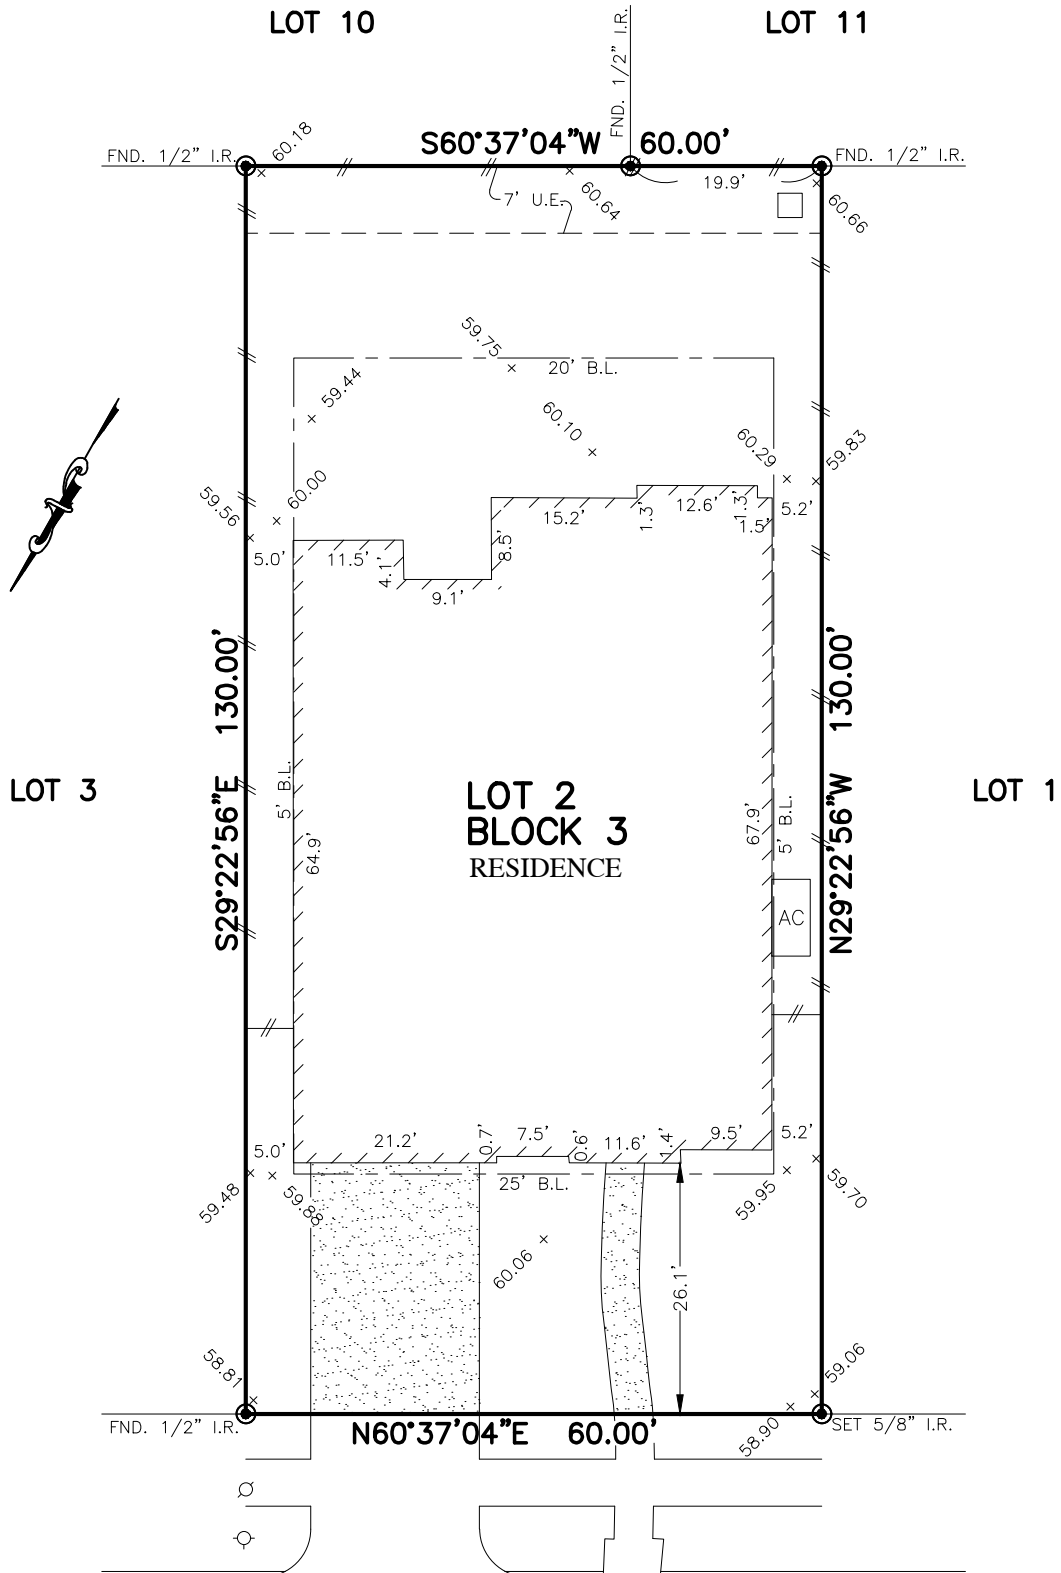 LOT 10
LOT 11
FND. 1/2" I.R.
S60°37'04"W 60.00'
FND. 1/2" I.R.
60.18
FND. 1/2" I.R.
19.9'
7' U.E.
60.64
60.66
59.75
20' B.L.
59.44
60.10
60.29
59.83
59.56
60.00
5.2'
15.2'
1.3'
12.6'
1.3'
1.5'
5.0'
11.5'
4.1'
8.5'
9.1'
S29°22'56"E 130.00'
N29°22'56"W 130.00'
LOT 3
LOT 1
5' B.L.
5' B.L.
64.9'
67.9'
LOT 2
BLOCK 3
RESIDENCE
AC
5.0'
21.2'
0.7'
7.5'
0.6'
11.6'
1.4'
9.5'
5.2'
25' B.L.
59.48
59.88
59.95
59.70
60.06
26.1'
58.81
59.06
FND. 1/2" I.R.
N60°37'04"E 60.00'
58.90
SET 5/8" I.R.